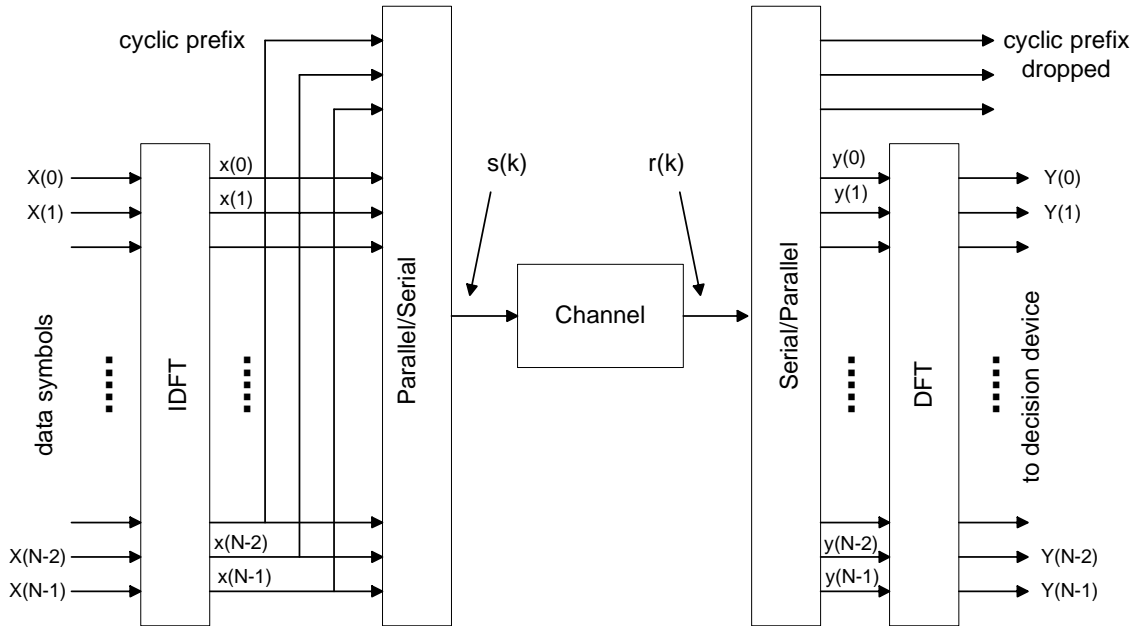 cyclic prefix
cyclic prefix
dropped
X(0)
X(1)
data symbols
X(N-2)
X(N-1)
IDFT
x(0)
x(1)
x(N-2)
x(N-1)
Parallel/Serial
s(k)
Channel
r(k)
Serial/Parallel
y(0)
y(1)
y(N-2)
y(N-1)
DFT
Y(0)
Y(1)
to decision device
Y(N-2)
Y(N-1)